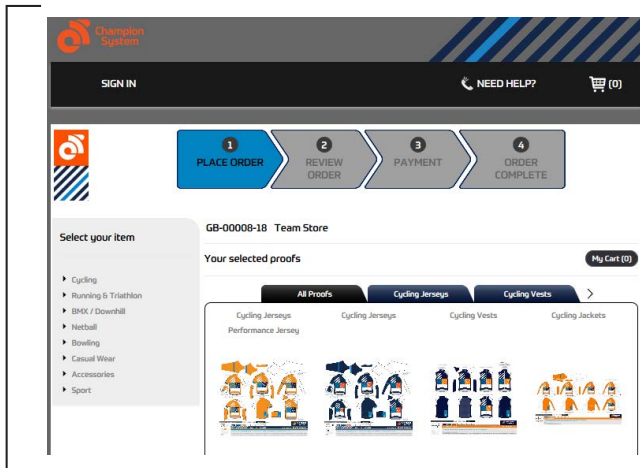 Champion
System
SIGN IN
NEED HELP?
(0)
1
2
3
4
PLACE ORDER
REVIEW
ORDER
PAYMENT
ORDER
COMPLETE
Select your item
GB-00008-18 Team Store
Your selected proofs
My Cart (0)
Cycling
Running & Triathlon
BMX / Downhill
Netball
Bowling
Casual Wear
Accessories
Sport
All Proofs
Cycling Jerseys
Cycling Vests
Cycling Jerseys
Cycling Jerseys
Cycling Vests
Cycling Jackets
Performance Jersey